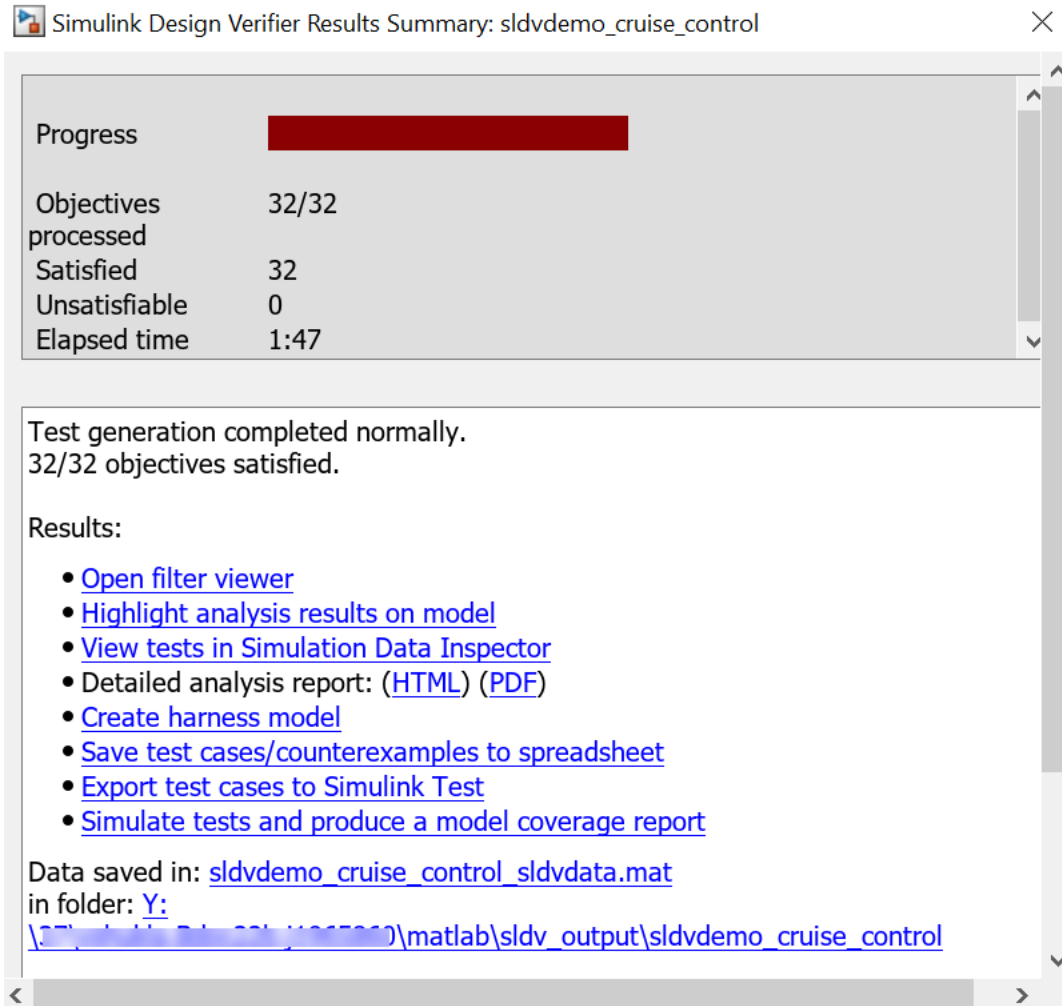 Simulink Design Verifier Results Summary: sldvdemo_cruise_control
Progress
Objectives processed 32/32
Satisfied 32
Unsatisfiable 0
Elapsed time 1:47
Test generation completed normally.
32/32 objectives satisfied.
Results:
• Open filter viewer
• Highlight analysis results on model
• View tests in Simulation Data Inspector
• Detailed analysis report: (HTML) (PDF)
• Create harness model
• Save test cases/counterexamples to spreadsheet
• Export test cases to Simulink Test
• Simulate tests and produce a model coverage report
Data saved in: sldvdemo_cruise_control_sldvdata.mat
in folder: Y:
\matlab\sldv_output\sldvdemo_cruise_control